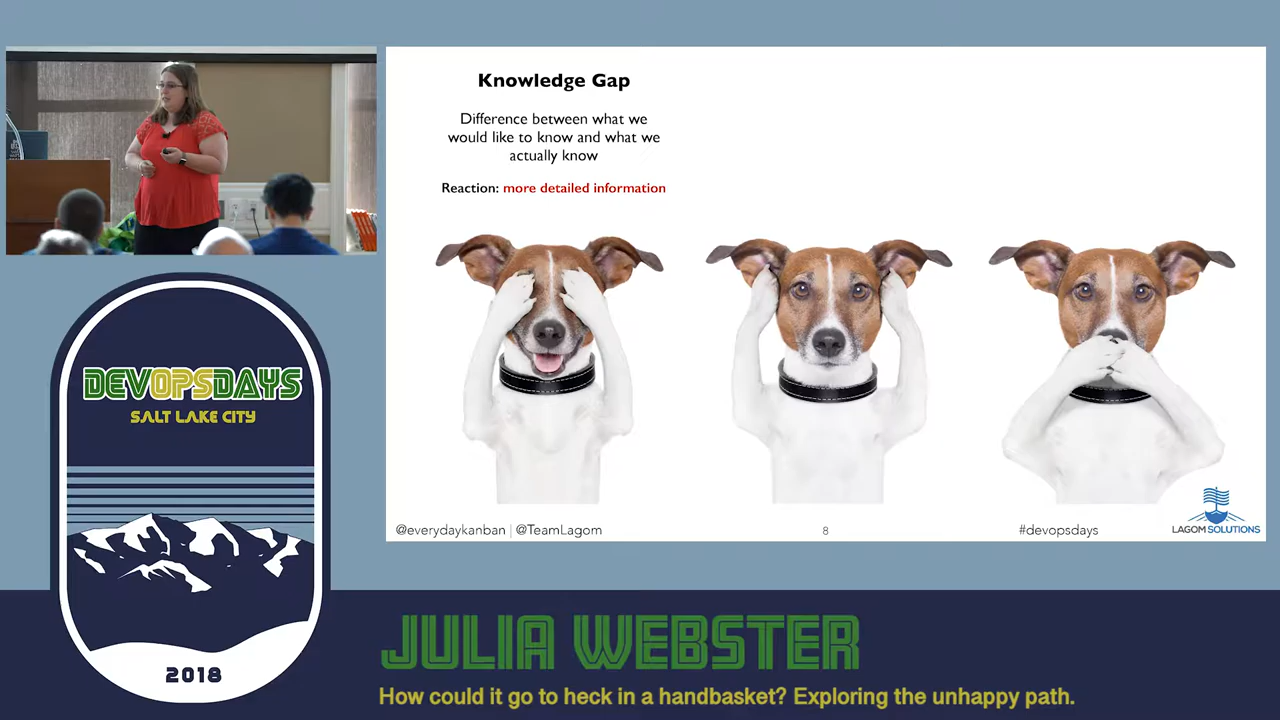 Knowledge Gap
Difference between what we
would like to know and what we
actually know
Reaction: more detailed information
@everydaykanban | @TeamLagom
8
#devopsdays
LAGOM SOLUTIONS
DEVOPSDAYS
SALT LAKE CITY
2018
JULIA WEBSTER
How could it go to heck in a handbasket? Exploring the unhappy path.